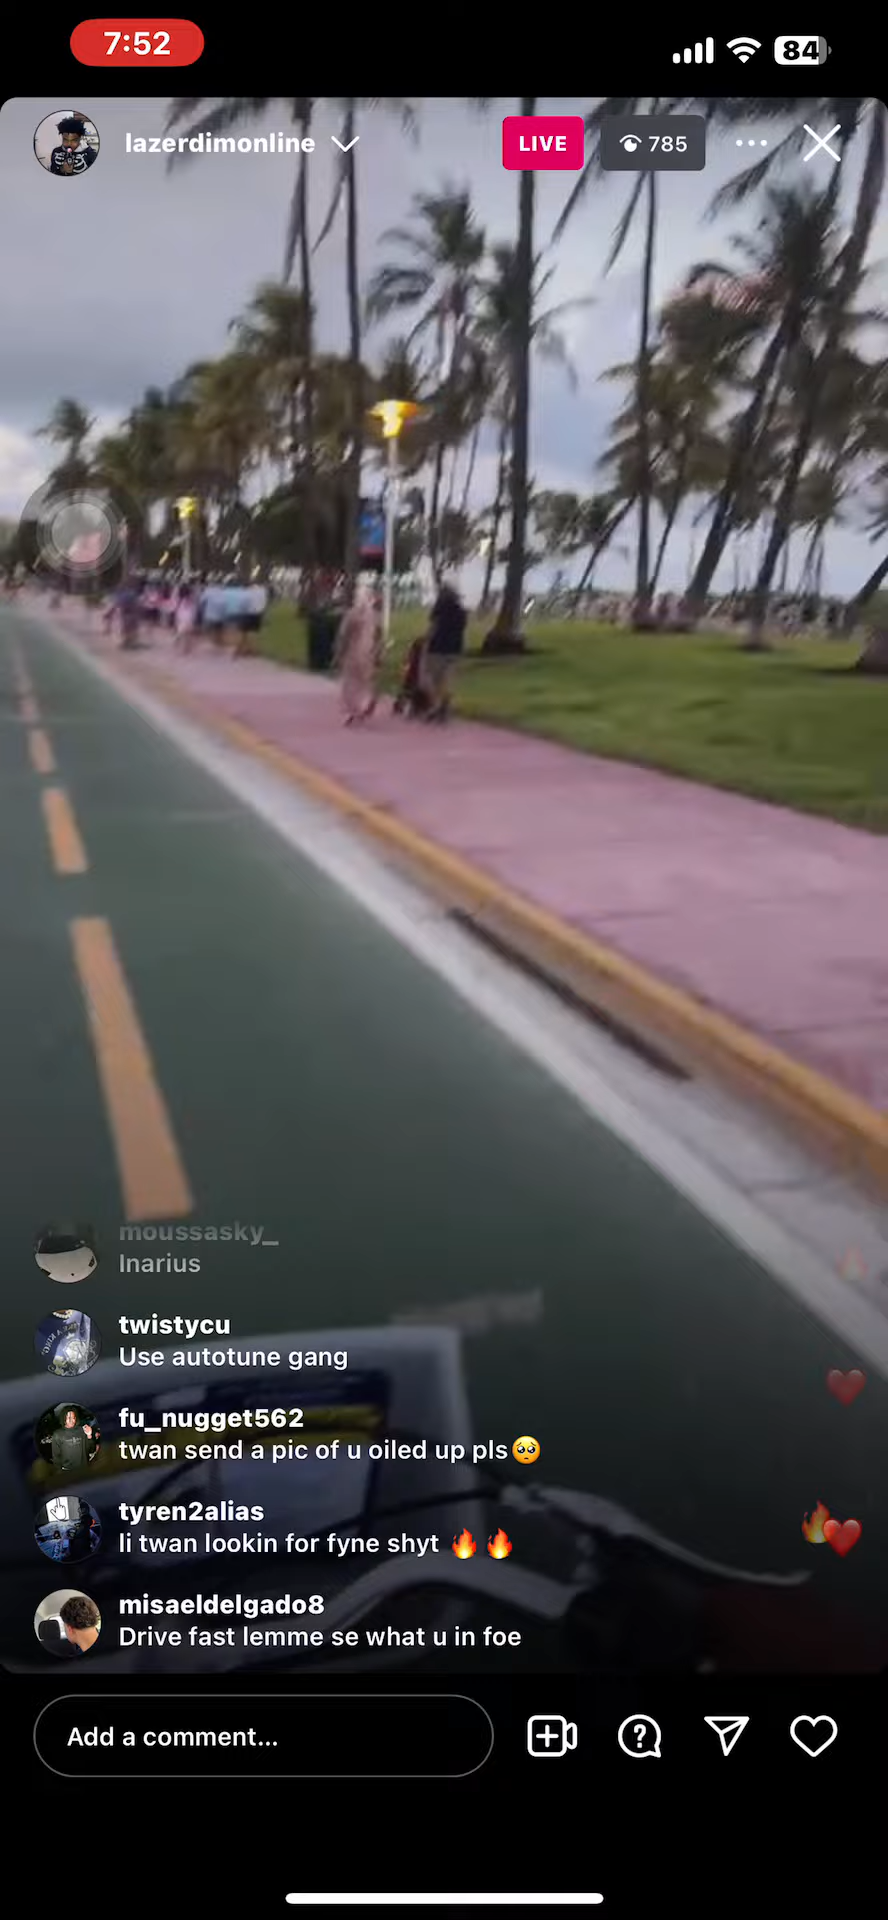 7:52
84
lazerdimonline
LIVE
785
moussasky_
Inarius
twistycu
Use autotune gang
fu_nugget562
twan send a pic of u oiled up pls🥺
tyren2alias
li twan lookin for fyne shyt 🔥🔥
misaeldelgado8
Drive fast lemme se what u in foe
Add a comment...